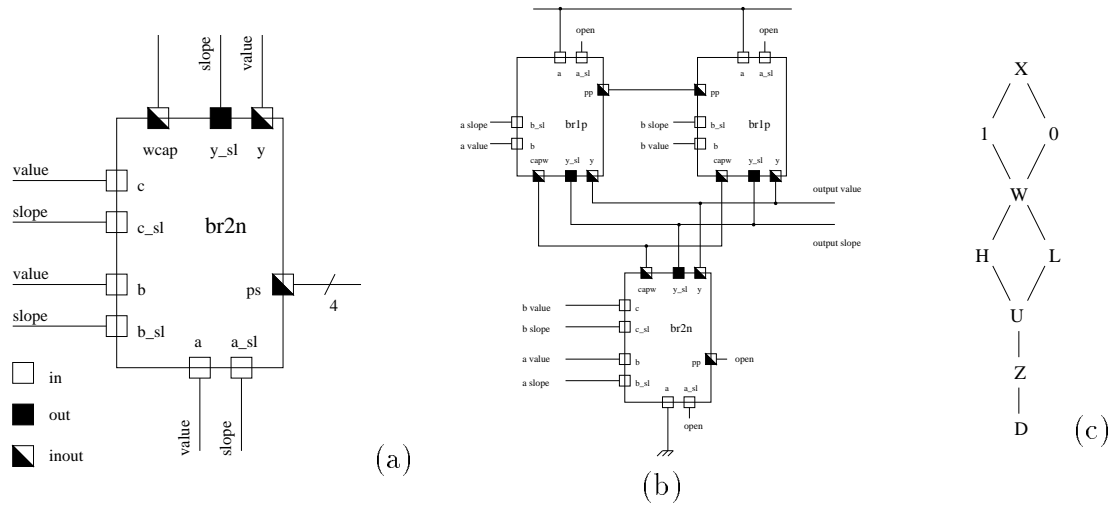 slope
value
wcap
y_sl
y
value
c
slope
c_sl
br2n
value
b
ps
4
slope
b_sl
a
a_sl
in
out
inout
value
slope
(a)
open
open
a
a_sl
a
a_sl
pp
pp
a slope
b_sl
br1p
a value
b
capw
y_sl
y
b slope
b_sl
br1p
b value
b
capw
y_sl
y
output value
output slope
capw
y_sl
y
b value
c
b slope
c_sl
br2n
a value
b
pp
open
a slope
b_sl
a
a_sl
open
(b)
X
1
0
W
H
L
U
Z
D
(c)